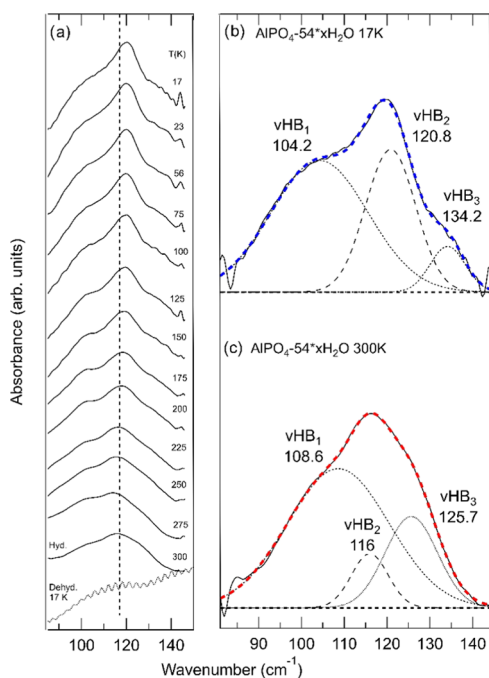 (a)
T(K)
17
23
56
75
100
125
150
175
200
225
250
275
Hyd.
300
Dehyd.
17 K
100
120
140
Absorbance (arb. units)
(b) AlPO₄-54*xH₂O 17K
νHB₁
104.2
νHB₂
120.8
νHB₃
134.2
(c) AlPO₄-54*xH₂O 300K
νHB₁
108.6
νHB₂
116
νHB₃
125.7
90
100
110
120
130
140
Wavenumber (cm⁻¹)